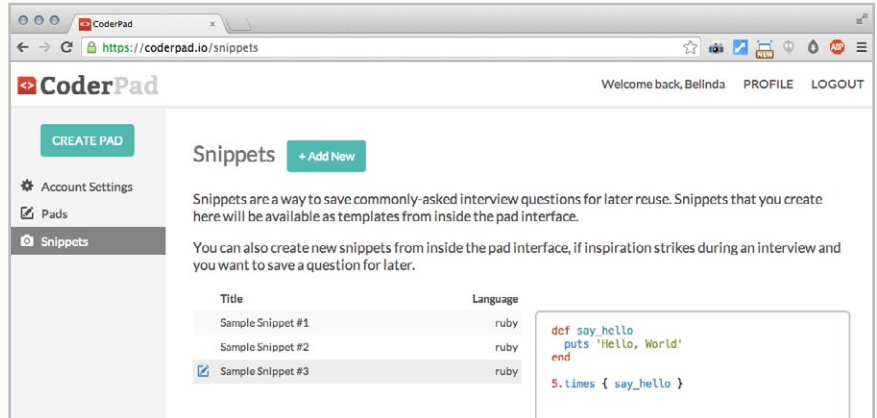 CoderPad
https://coderpad.io/snippets
NEW
ABP
CoderPad
Welcome back, Belinda PROFILE LOGOUT
CREATE PAD
Account Settings
Pads
Snippets
Snippets + Add New
Snippets are a way to save commonly-asked interview questions for later reuse. Snippets that you create
here will be available as templates from inside the pad interface.
You can also create new snippets from inside the pad interface, if inspiration strikes during an interview and
you want to save a question for later.
Title Language
Sample Snippet #1 ruby
Sample Snippet #2 ruby
Sample Snippet #3 ruby
def say_hello
puts 'Hello, World'
end
5.times { say_hello }